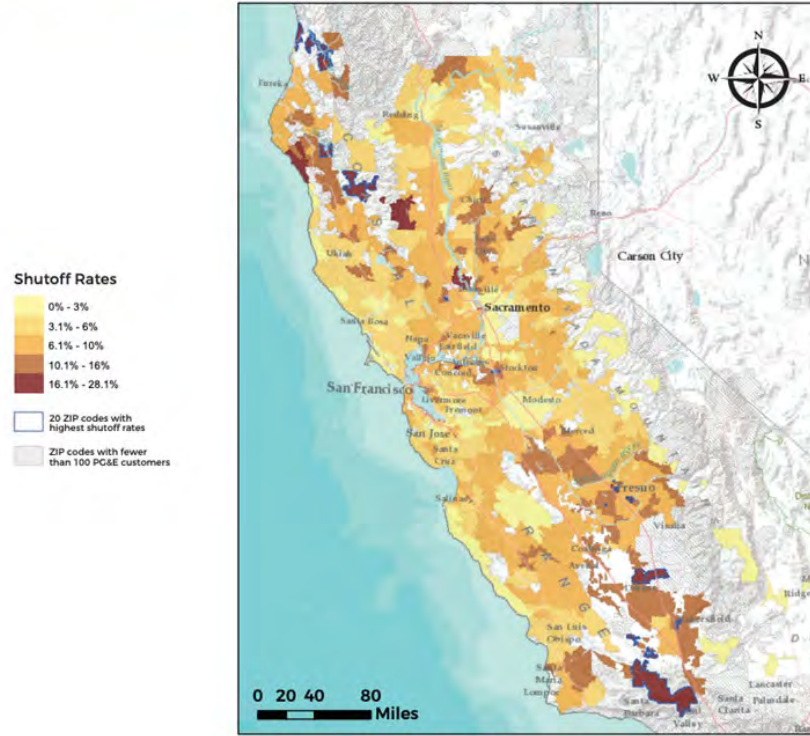 Shutoff Rates
0% - 3%
3.1% - 6%
6.1% - 10%
10.1% - 16%
16.1% - 28.1%
20 ZIP codes with
highest shutoff rates
ZIP codes with fewer
than 100 PG&E customers
N
W
E
S
Redding
Susanville
Reno
Carson City
Ukiah
Sacramento
Santa Rosa
Napa
Vacaville
Fairfield
Vallejo
Concord
Stockton
San Francisco
Livermore
Fremont
Modesto
San Jose
Merced
Santa
Cruz
Salinas
Fresno
Visalia
Coalinga
Avenal
San Luis
Obispo
Santa
Maria
Lompoc
Santa
Barbara
Valley
Santa
Clarita
Lancaster
Palmdale
0 20 40 80
Miles